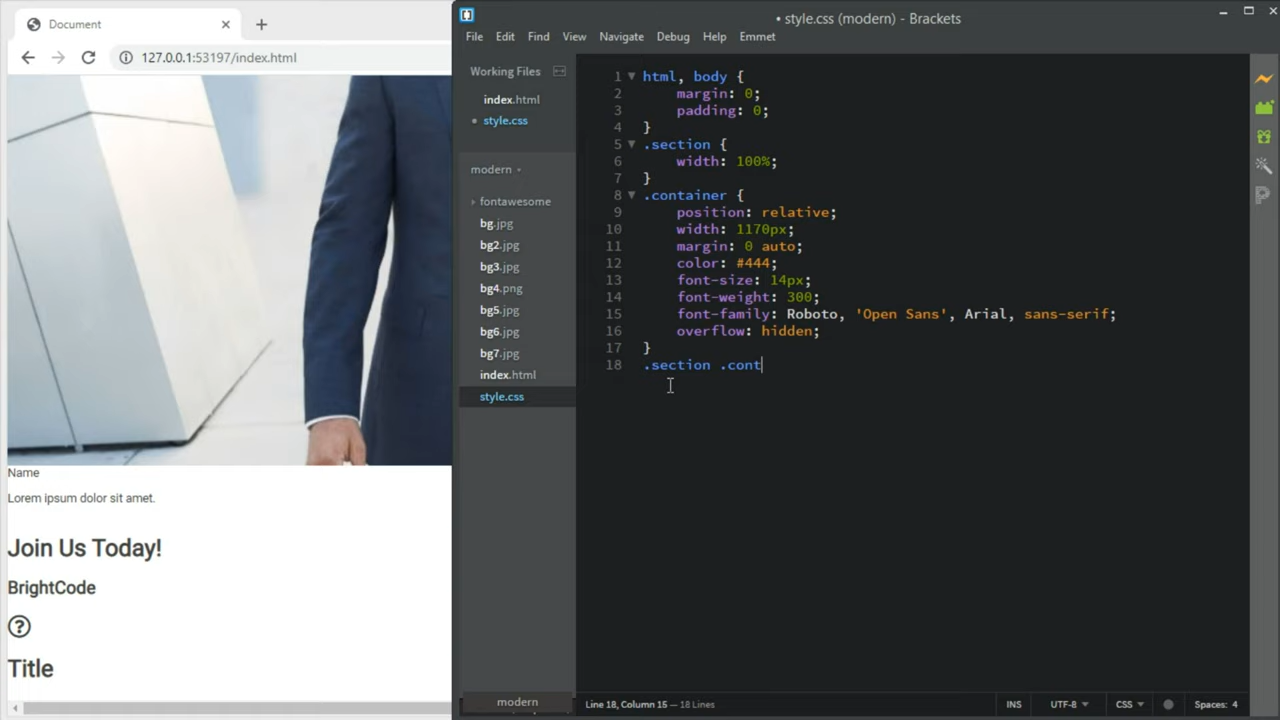 Document
127.0.0.1:53197/index.html
Name
Lorem ipsum dolor sit amet.
Join Us Today!
BrightCode
Title
• style.css (modern) - Brackets
File Edit Find View Navigate Debug Help Emmet
Working Files
index.html
style.css
modern
fontawesome
bg.jpg
bg2.jpg
bg3.jpg
bg4.png
bg5.jpg
bg6.jpg
bg7.jpg
index.html
style.css
modern
1 html, body {
2 margin: 0;
3 padding: 0;
4 }
5 .section {
6 width: 100%;
7 }
8 .container {
9 position: relative;
10 width: 1170px;
11 margin: 0 auto;
12 color: #444;
13 font-size: 14px;
14 font-weight: 300;
15 font-family: Roboto, 'Open Sans', Arial, sans-serif;
16 overflow: hidden;
17 }
18 .section .cont
Line 18, Column 15 — 18 Lines
INS UTF-8 CSS Spaces: 4